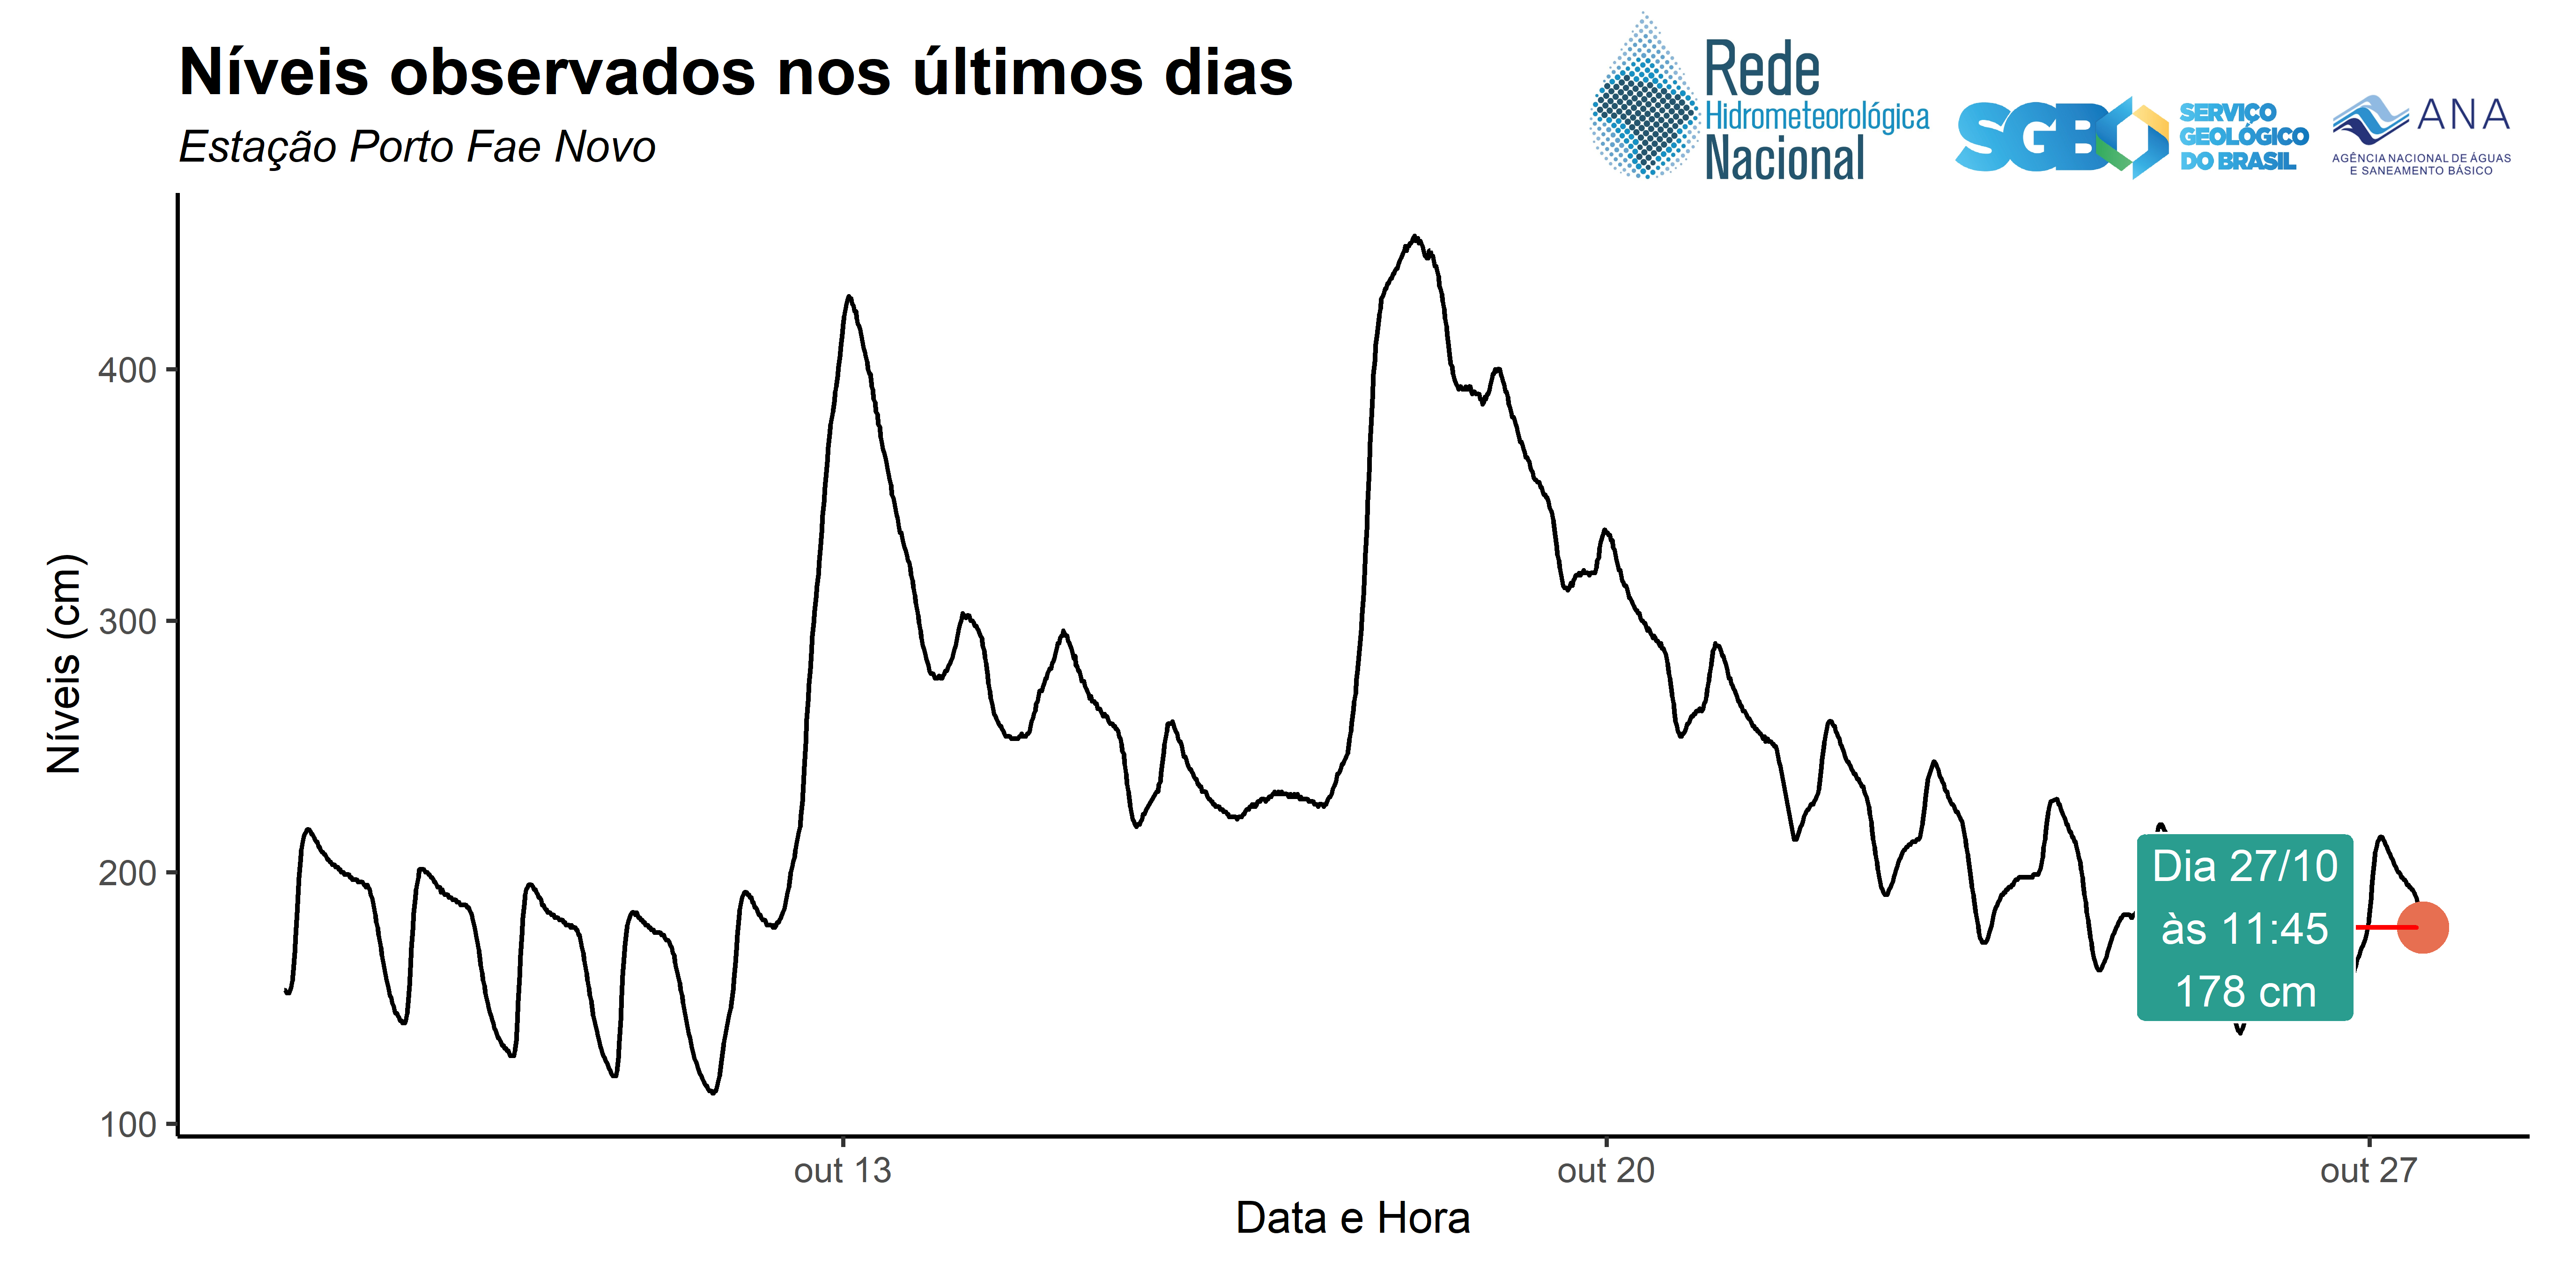 Níveis observados nos últimos dias
Estação Porto Fae Novo
Rede
Hidrometeorológica
Nacional
SGB
SERVIÇO
GEOLÓGICO
DO BRASIL
ANA
AGÊNCIA NACIONAL DE ÁGUAS
E SANEAMENTO BÁSICO
Níveis (cm)
400
300
200
100
Dia 27/10
às 11:45
178 cm
out 13
out 20
out 27
Data e Hora